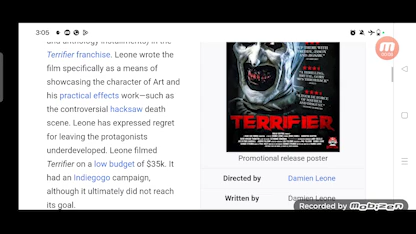 3:05
and anthology installments) in the
Terrifier franchise. Leone wrote the
film specifically as a means of
showcasing the character of Art and
his practical effects work—such as
the controversial hacksaw death
scene. Leone has expressed regret
for leaving the protagonists
underdeveloped. Leone filmed
Terrifier on a low budget of $35k. It
had an Indiegogo campaign,
although it ultimately did not reach
its goal.
TERRIFIER
Promotional release poster
Directed by Damien Leone
Written by Damien Leone
Recorded by Mobizen